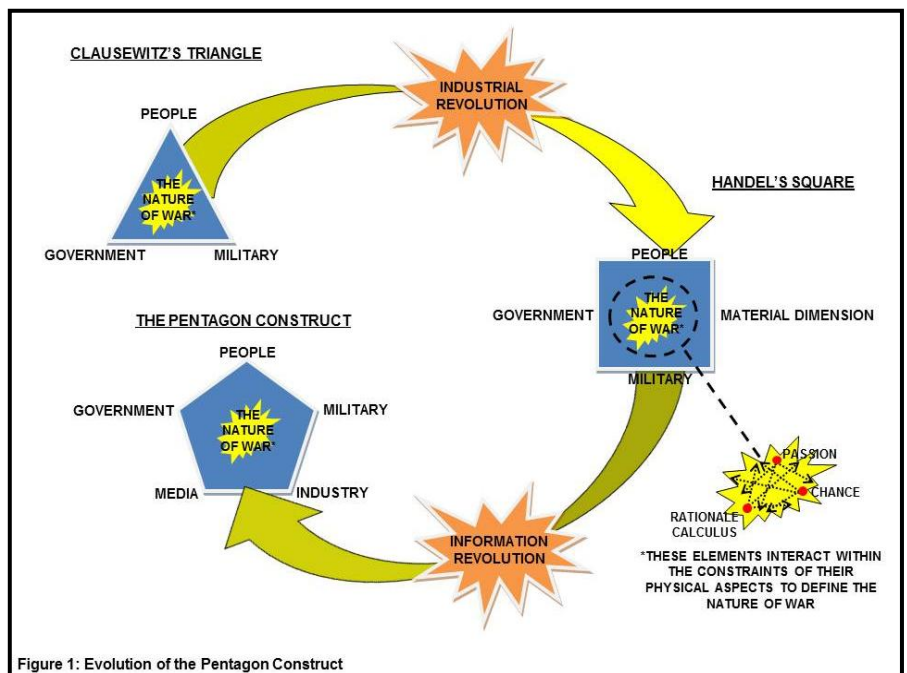 CLAUSEWITZ'S TRIANGLE
PEOPLE
THE
NATURE
OF WAR*
GOVERNMENT
MILITARY
INDUSTRIAL
REVOLUTION
HANDEL'S SQUARE
PEOPLE
GOVERNMENT
THE
NATURE
OF WAR*
MATERIAL DIMENSION
MILITARY
THE PENTAGON CONSTRUCT
PEOPLE
GOVERNMENT
MILITARY
THE
NATURE
OF WAR*
MEDIA
INDUSTRY
INFORMATION
REVOLUTION
PASSION
CHANCE
RATIONALE
CALCULUS
*THESE ELEMENTS INTERACT WITHIN
THE CONSTRAINTS OF THEIR
PHYSICAL ASPECTS TO DEFINE THE
NATURE OF WAR
Figure 1: Evolution of the Pentagon Construct